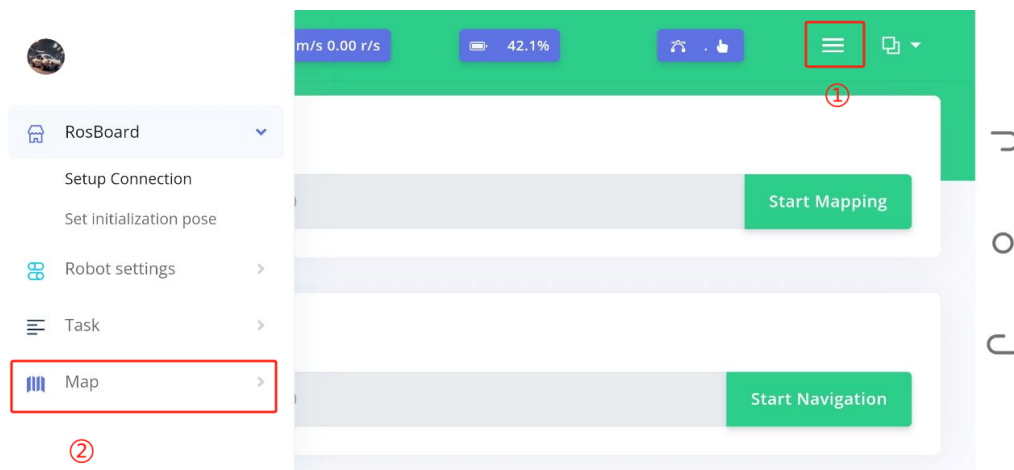 m/s 0.00 r/s
42.1%
①
RosBoard
Setup Connection
Set initialization pose
Start Mapping
Robot settings
Task
Map
Start Navigation
②